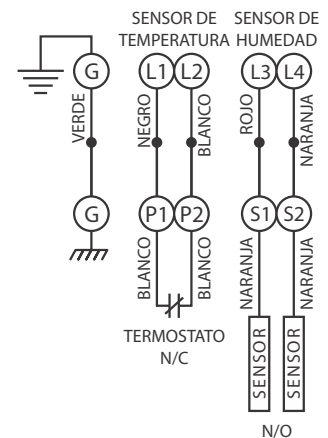 SENSOR DE TEMPERATURA
SENSOR DE HUMEDAD
G
L1
L2
L3
L4
VERDE
NEGRO
BLANCO
ROJO
NARANJA
G
P1
P2
S1
S2
BLANCO
BLANCO
NARANJA
NARANJA
TERMOSTATO
N/C
SENSOR
SENSOR
N/O